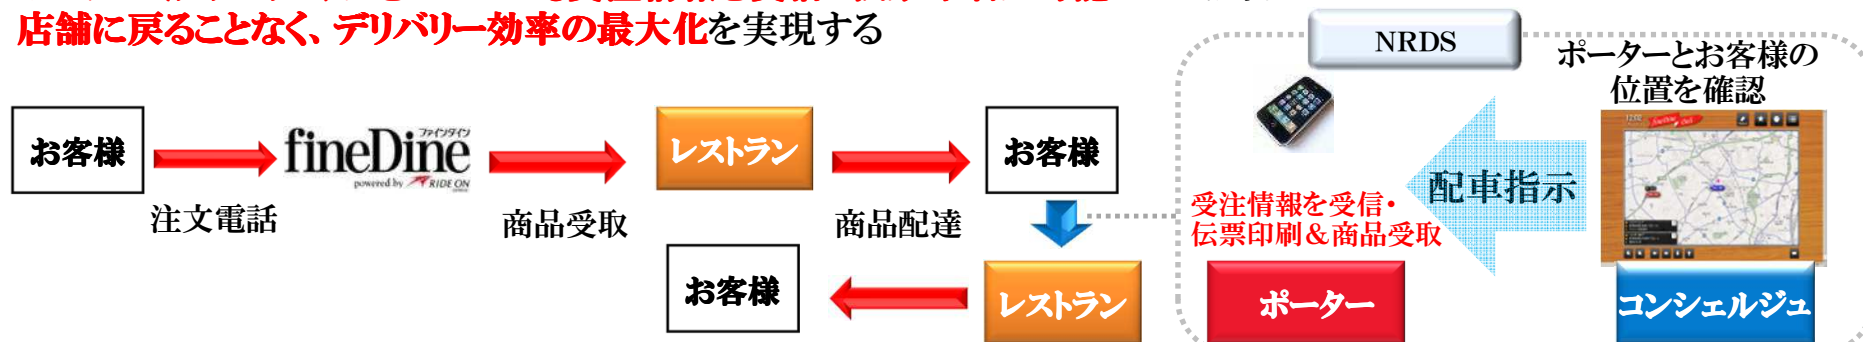 店舗に戻ることなく、デリバリー効率の最大化を実現する
NRDS
ポーターとお客様の
位置を確認
お客様
fineDine
ファインダイン
powered by RIDE ON
レストラン
お客様
注文電話
商品受取
商品配達
配車指示
受注情報を受信・
伝票印刷&商品受取
お客様
レストラン
ポーター
コンシェルジュ